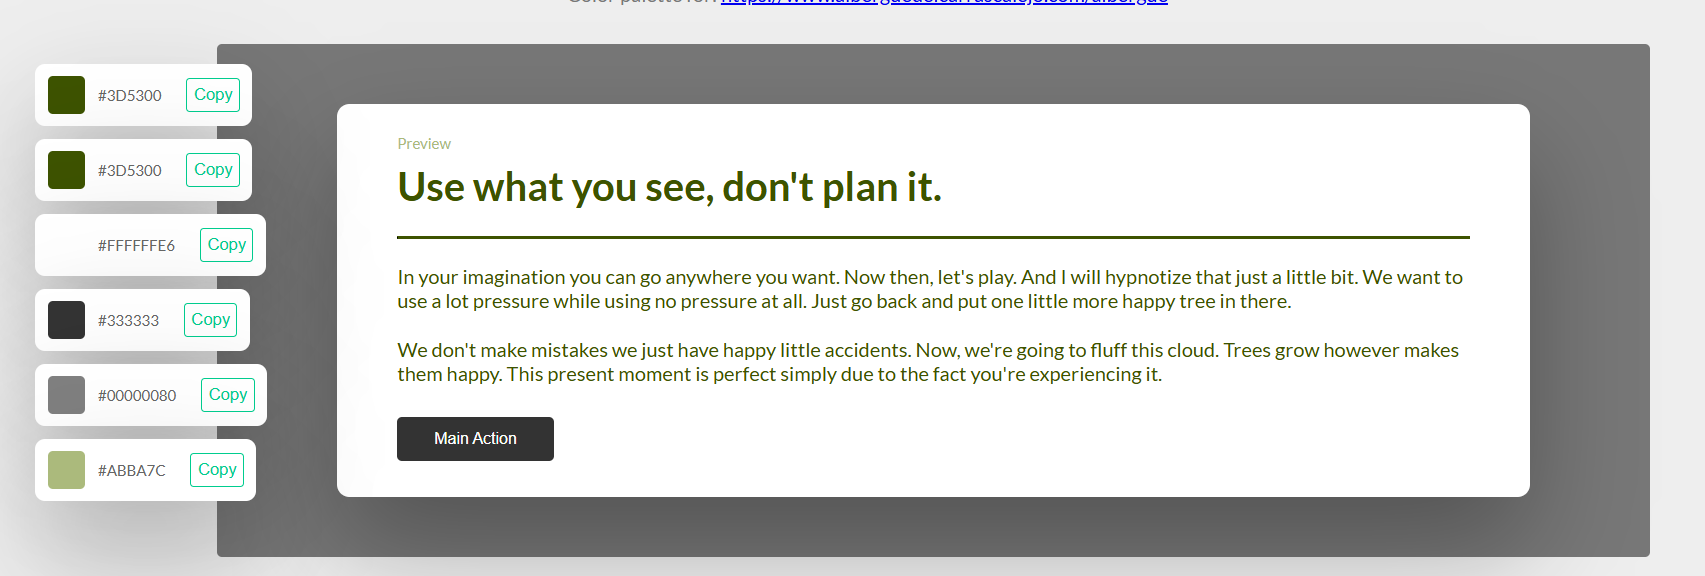 #3D5300 Copy
#3D5300 Copy
#FFFFFFE6 Copy
#333333 Copy
#00000080 Copy
#ABBA7C Copy
Preview
Use what you see, don't plan it.
In your imagination you can go anywhere you want. Now then, let's play. And I will hypnotize that just a little bit. We want to
use a lot pressure while using no pressure at all. Just go back and put one little more happy tree in there.
We don't make mistakes we just have happy little accidents. Now, we're going to fluff this cloud. Trees grow however makes
them happy. This present moment is perfect simply due to the fact you're experiencing it.
Main Action